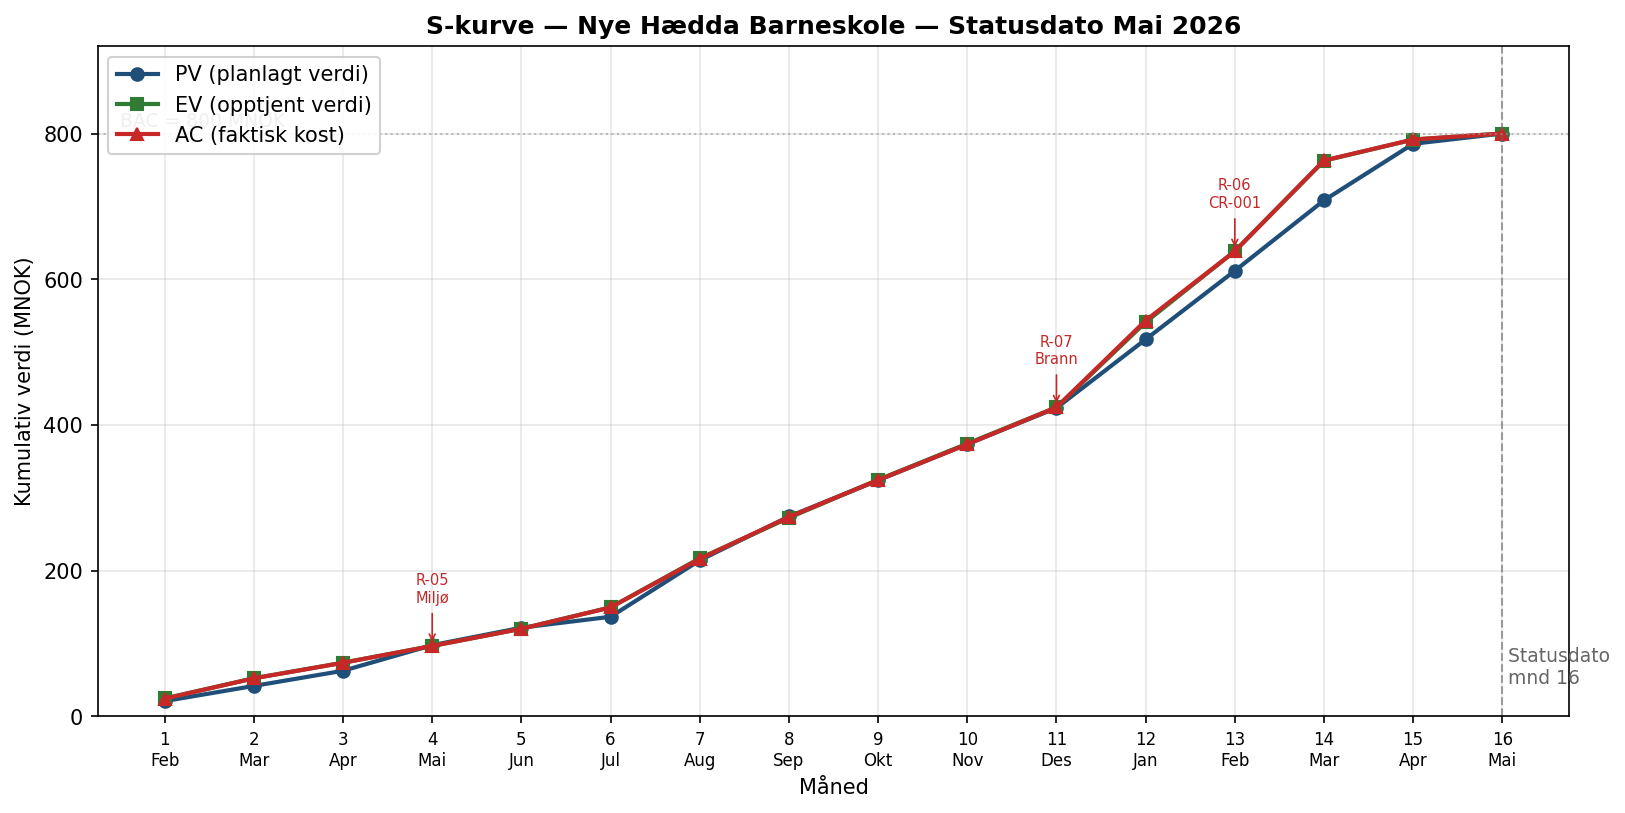 S-kurve — Nye Hædda Barneskole — Statusdato Mai 2026
PV (planlagt verdi)
EV (opptjent verdi)
AC (faktisk kost)
BAC = 800 MNOK
Kumulativ verdi (MNOK)
800
600
400
200
0
R-06
CR-001
R-07
Brann
R-05
Miljø
Statusdato
mnd 16
1 2 3 4 5 6 7 8 9 10 11 12 13 14 15 16
Feb Mar Apr Mai Jun Jul Aug Sep Okt Nov Des Jan Feb Mar Apr Mai
Måned